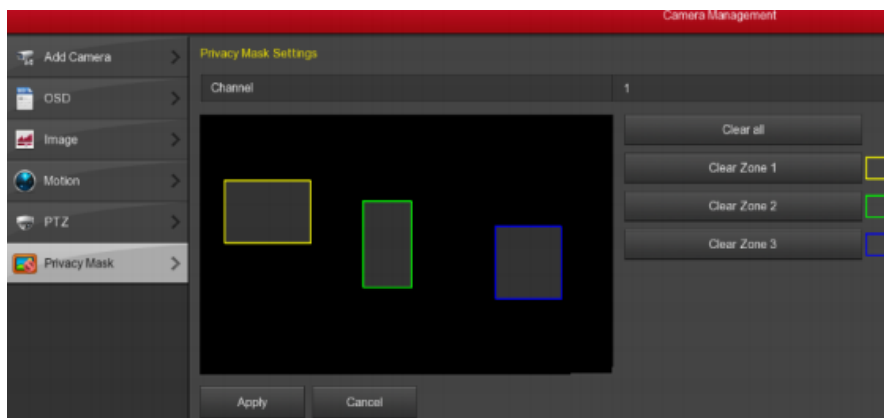 Camera Management
Add Camera
Privacy Mask Settings
Channel 1
OSD
Image
Motion
PTZ
Privacy Mask
Clear all
Clear Zone 1
Clear Zone 2
Clear Zone 3
Apply Cancel